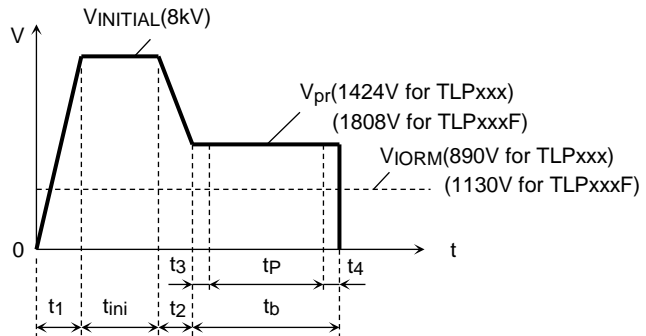 VINITIAL(8kV)
V
Vpr(1424V for TLPxxx)
(1808V for TLPxxxF)
VIORM(890V for TLPxxx)
(1130V for TLPxxxF)
0
t
t3
tP
t4
t1
tini
t2
tb